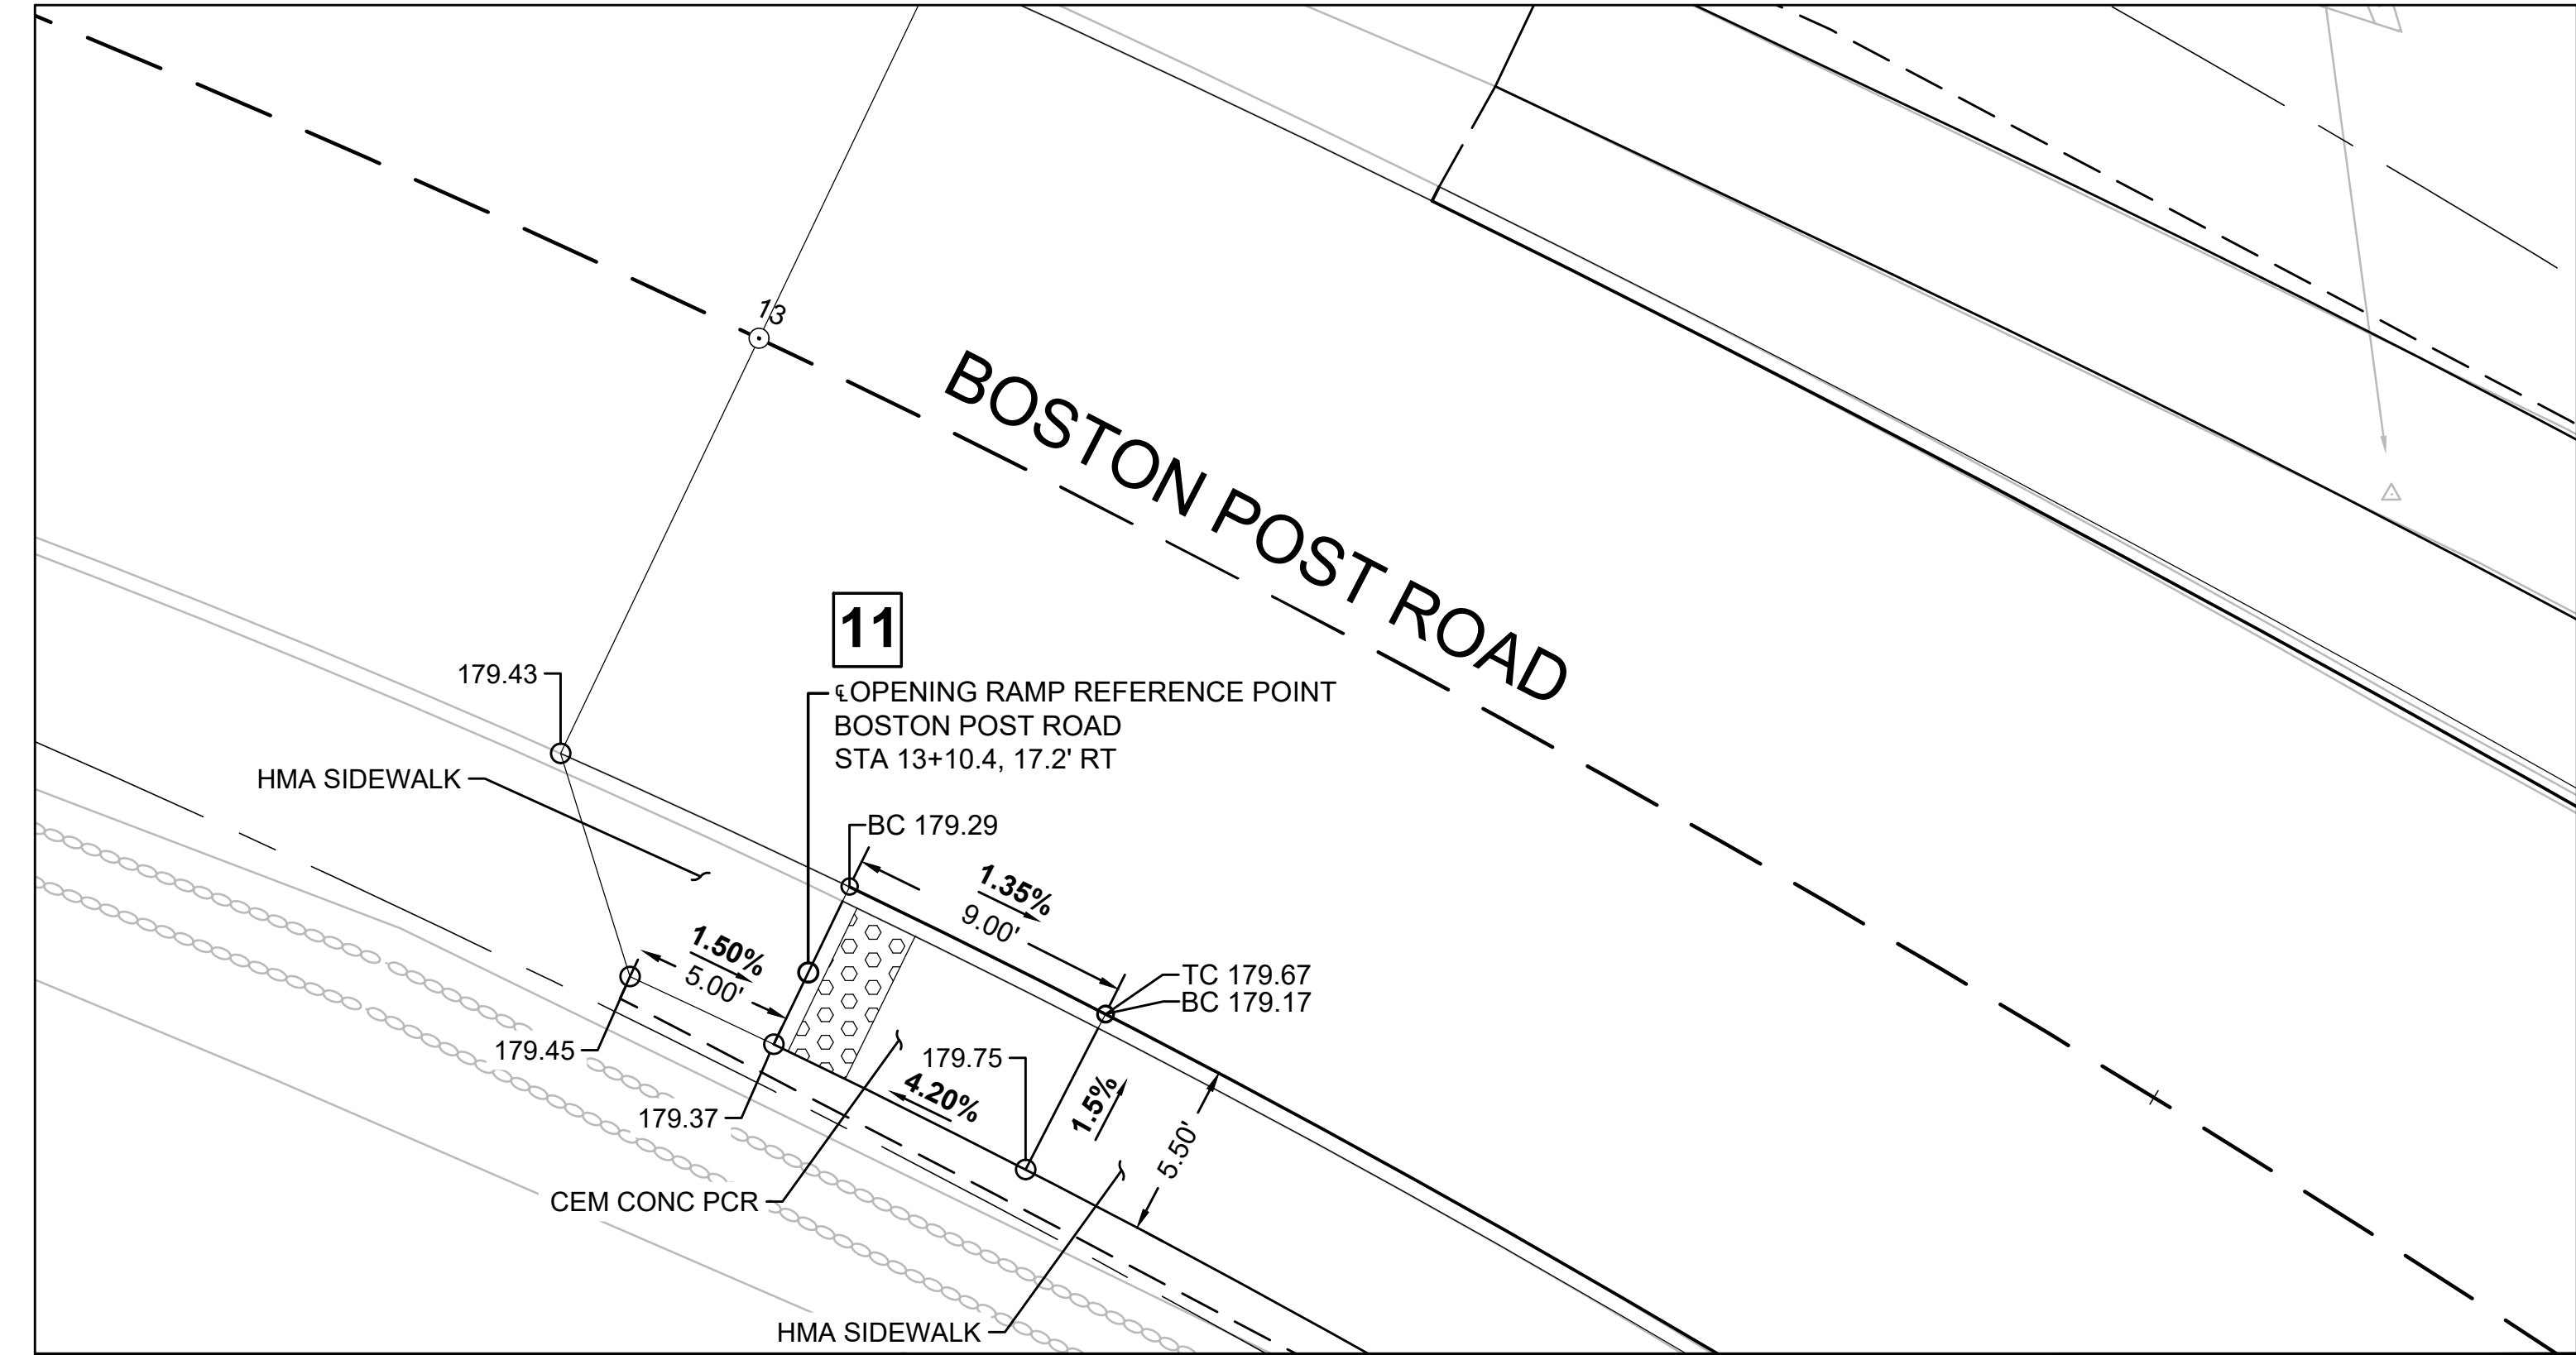 13
BOSTON POST ROAD
11
℄OPENING RAMP REFERENCE POINT
BOSTON POST ROAD
STA 13+10.4, 17.2' RT
179.43
HMA SIDEWALK
BC 179.29
1.35%
9.00'
1.50%
5.00'
TC 179.67
BC 179.17
179.45
179.75
4.20%
1.5%
5.50'
179.37
CEM CONC PCR
HMA SIDEWALK